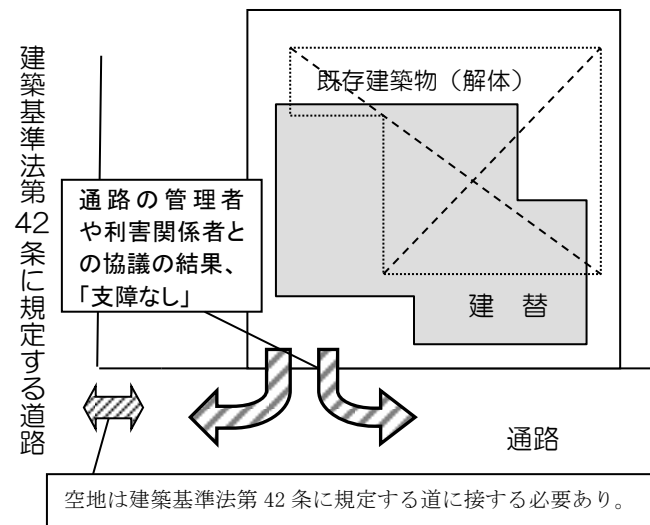 建築基準法第42条に規定する道路
既存建築物（解体）
通路の管理者
や利害関係者と
の協議の結果、
「支障なし」
建　替
通路
空地は建築基準法第 42 条に規定する道に接する必要あり。